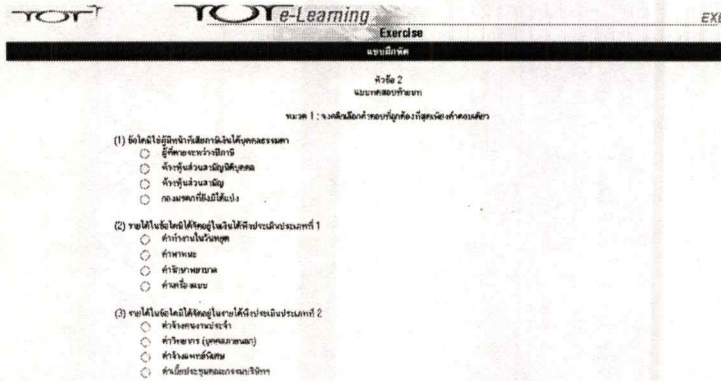 TOT
TOT e-Learning
EXE
Exercise
แบบฝึกหัด
หัวข้อ 2
แบบทดสอบท้ายบท
หมวด 1 : จงคลิกเลือกคำตอบที่ถูกต้องที่สุดเพียงคำตอบเดียว
(1) ข้อใดมิใช่ผู้มีหน้าที่เสียภาษีเงินได้บุคคลธรรมดา
ผู้ที่ตายระหว่างปีภาษี
ห้างหุ้นส่วนสามัญนิติบุคคล
ห้างหุ้นส่วนสามัญ
กองมรดกที่ยังมิได้แบ่ง
(2) รายได้ในข้อใดมิได้จัดอยู่ในเงินได้พึงประเมินประเภทที่ 1
ค่าทำงานในวันหยุด
ค่าพาหนะ
ค่ารักษาพยาบาล
ค่าเครื่องแบบ
(3) รายได้ในข้อใดมิได้จัดอยู่ในรายได้พึงประเมินประเภทที่ 2
ค่าจ้างคนงานประจำ
ค่าวิทยากร (บุคคลภายนอก)
ค่าจ้างแพทย์พิเศษ
ค่าเบี้ยประชุมคณะกรรมบริษัทฯ